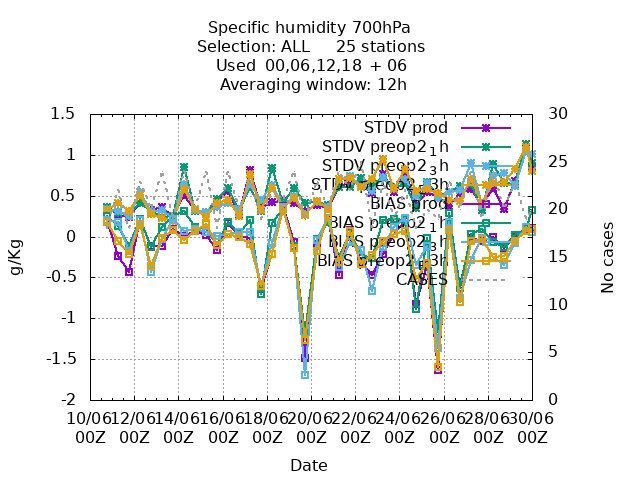 Specific humidity 700hPa
Selection: ALL 25 stations
Used 00,06,12,18 + 06
Averaging window: 12h
STDV prod
STDV preop2_1h
STDV preop2_3h
STDV preop2_g3h
BIAS prod
BIAS preop2_1h
BIAS preop2_3h
BIAS preop2_g3h
CASES
1.5
1
0.5
0
-0.5
-1
-1.5
-2
g/Kg
30
25
20
15
10
5
0
No cases
10/06 12/06 14/06 16/06 18/06 20/06 22/06 24/06 26/06 28/06 30/06
00Z 00Z 00Z 00Z 00Z 00Z 00Z 00Z 00Z 00Z 00Z
Date